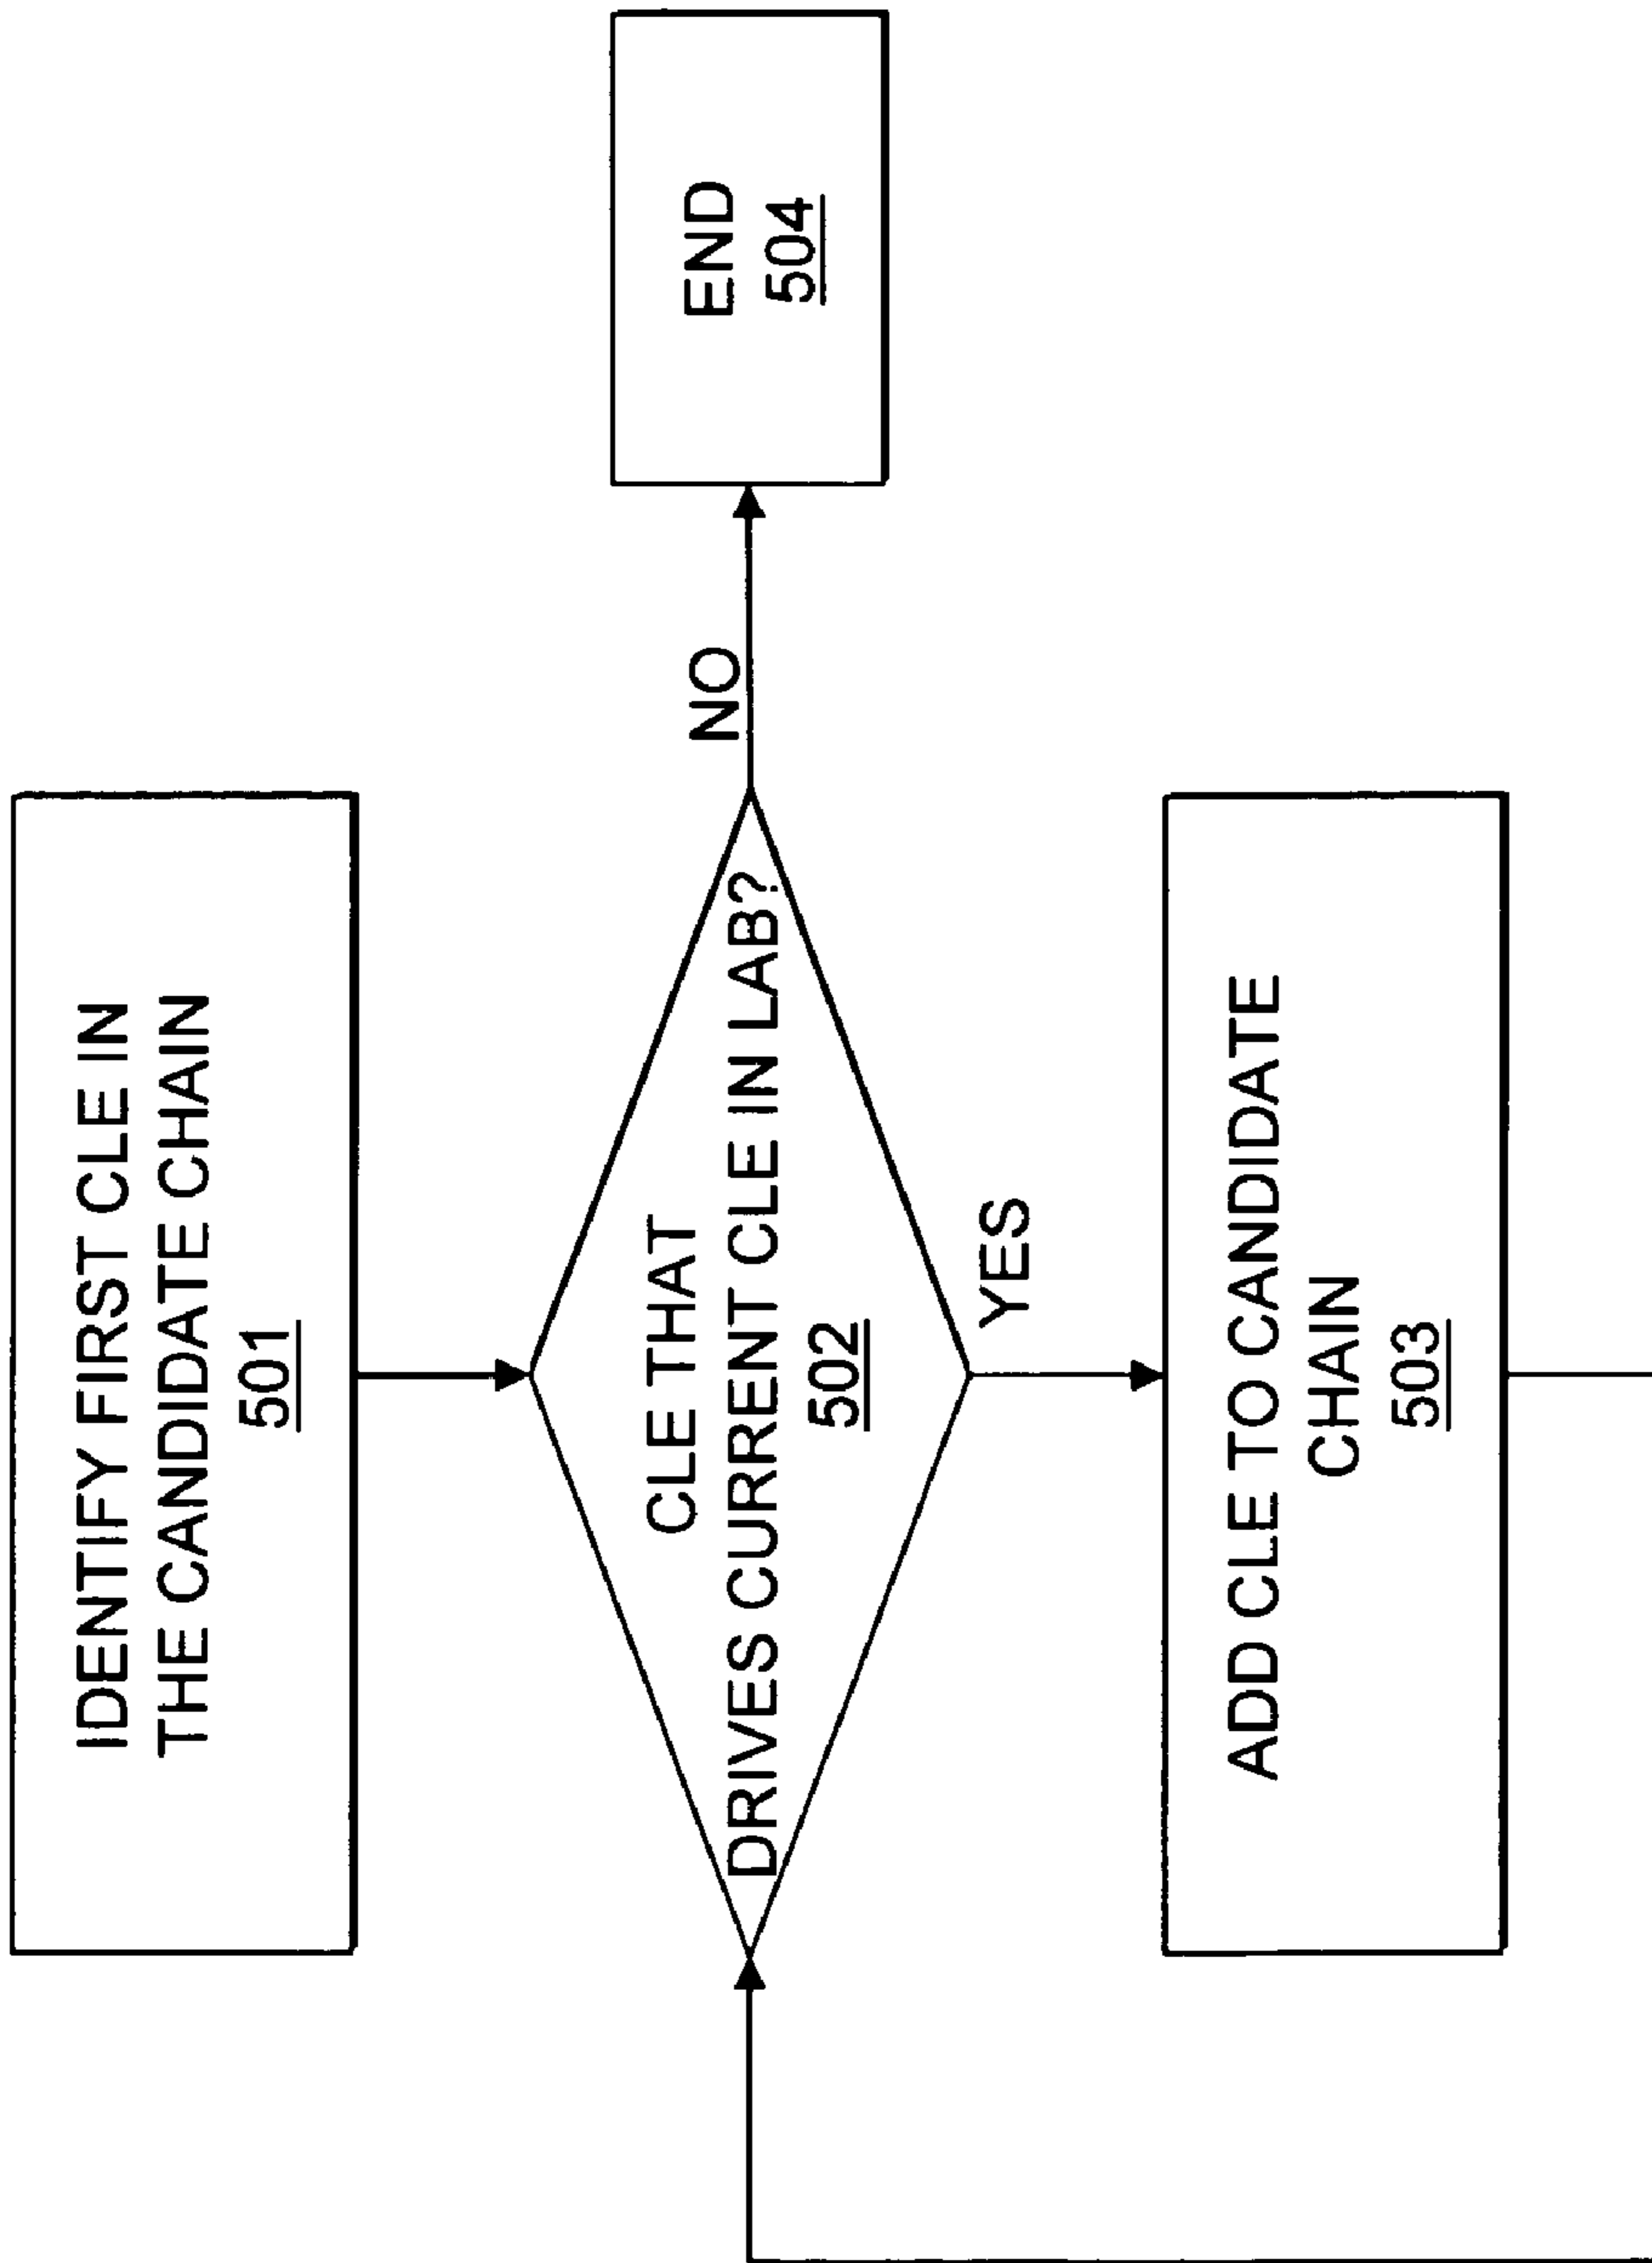 IDENTIFY FIRST CLE IN
THE CANDIDATE CHAIN
501
CLE THAT
DRIVES CURRENT CLE IN LAB?
502
NO
END
504
YES
ADD CLE TO CANDIDATE
CHAIN
503